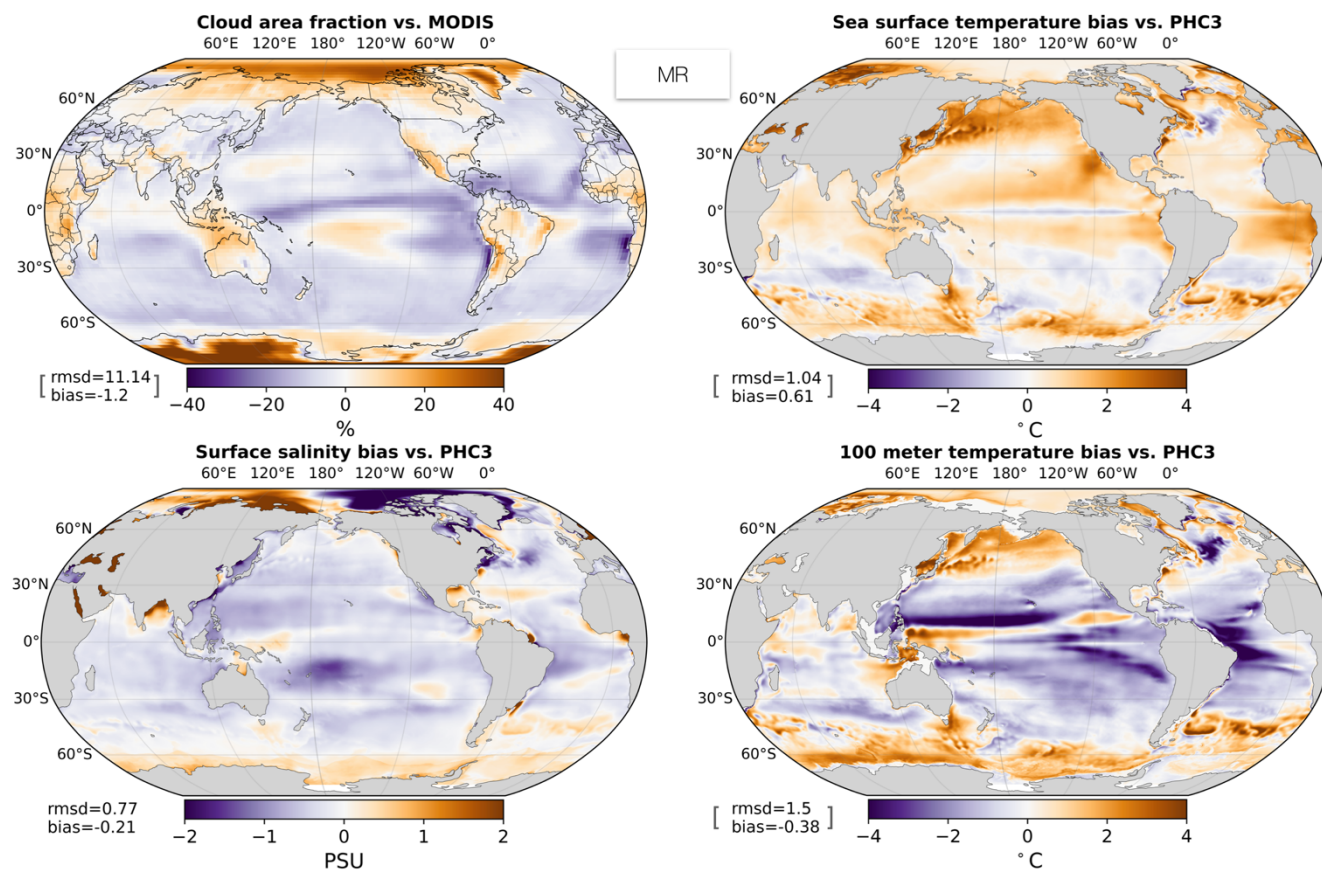 Cloud area fraction vs. MODIS
60°E 120°E 180° 120°W 60°W 0°
60°N
30°N
0°
30°S
60°S
[ rmsd=11.14 ]
bias=-1.2
−40 −20 0 20 40
%
MR
Sea surface temperature bias vs. PHC3
60°E 120°E 180° 120°W 60°W 0°
60°N
30°N
0°
30°S
60°S
[ rmsd=1.04 ]
bias=0.61
−4 −2 0 2 4
°C
Surface salinity bias vs. PHC3
60°E 120°E 180° 120°W 60°W 0°
60°N
30°N
0°
30°S
60°S
rmsd=0.77
bias=-0.21
−2 −1 0 1 2
PSU
100 meter temperature bias vs. PHC3
60°E 120°E 180° 120°W 60°W 0°
60°N
30°N
0°
30°S
60°S
[ rmsd=1.5 ]
bias=-0.38
−4 −2 0 2 4
°C